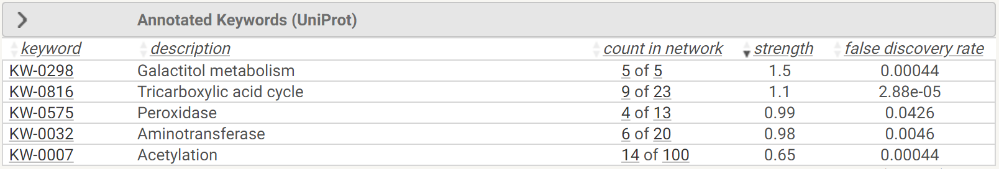 Annotated Keywords (UniProt)
keyword description count in network strength false discovery rate
KW-0298 Galactitol metabolism 5 of 5 1.5 0.00044
KW-0816 Tricarboxylic acid cycle 9 of 23 1.1 2.88e-05
KW-0575 Peroxidase 4 of 13 0.99 0.0426
KW-0032 Aminotransferase 6 of 20 0.98 0.0046
KW-0007 Acetylation 14 of 100 0.65 0.00044